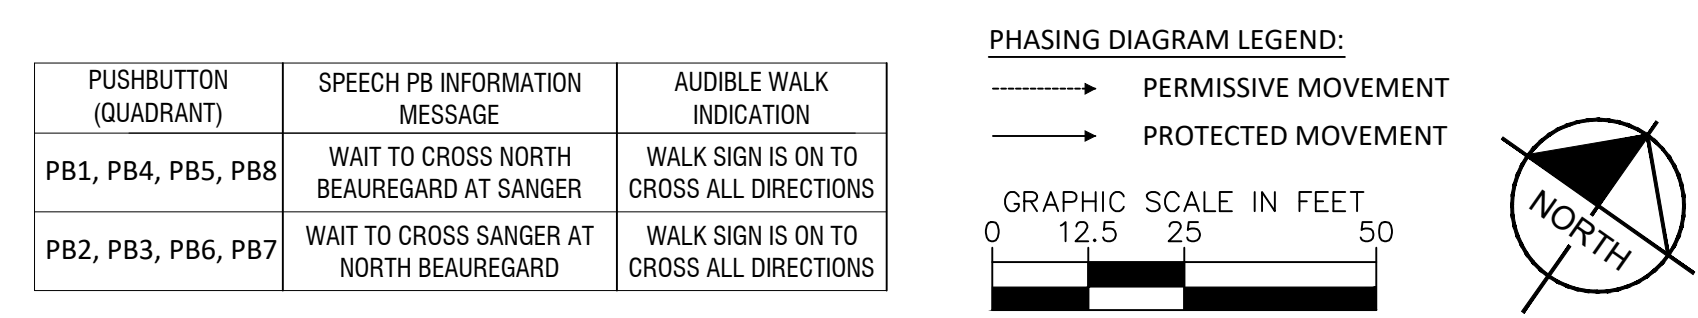 PUSHBUTTON
(QUADRANT)
SPEECH PB INFORMATION
MESSAGE
AUDIBLE WALK
INDICATION
PB1, PB4, PB5, PB8
WAIT TO CROSS NORTH
BEAUREGARD AT SANGER
WALK SIGN IS ON TO
CROSS ALL DIRECTIONS
PB2, PB3, PB6, PB7
WAIT TO CROSS SANGER AT
NORTH BEAUREGARD
WALK SIGN IS ON TO
CROSS ALL DIRECTIONS
PHASING DIAGRAM LEGEND:
PERMISSIVE MOVEMENT
PROTECTED MOVEMENT
GRAPHIC SCALE IN FEET
0 12.5 25 50
NORTH